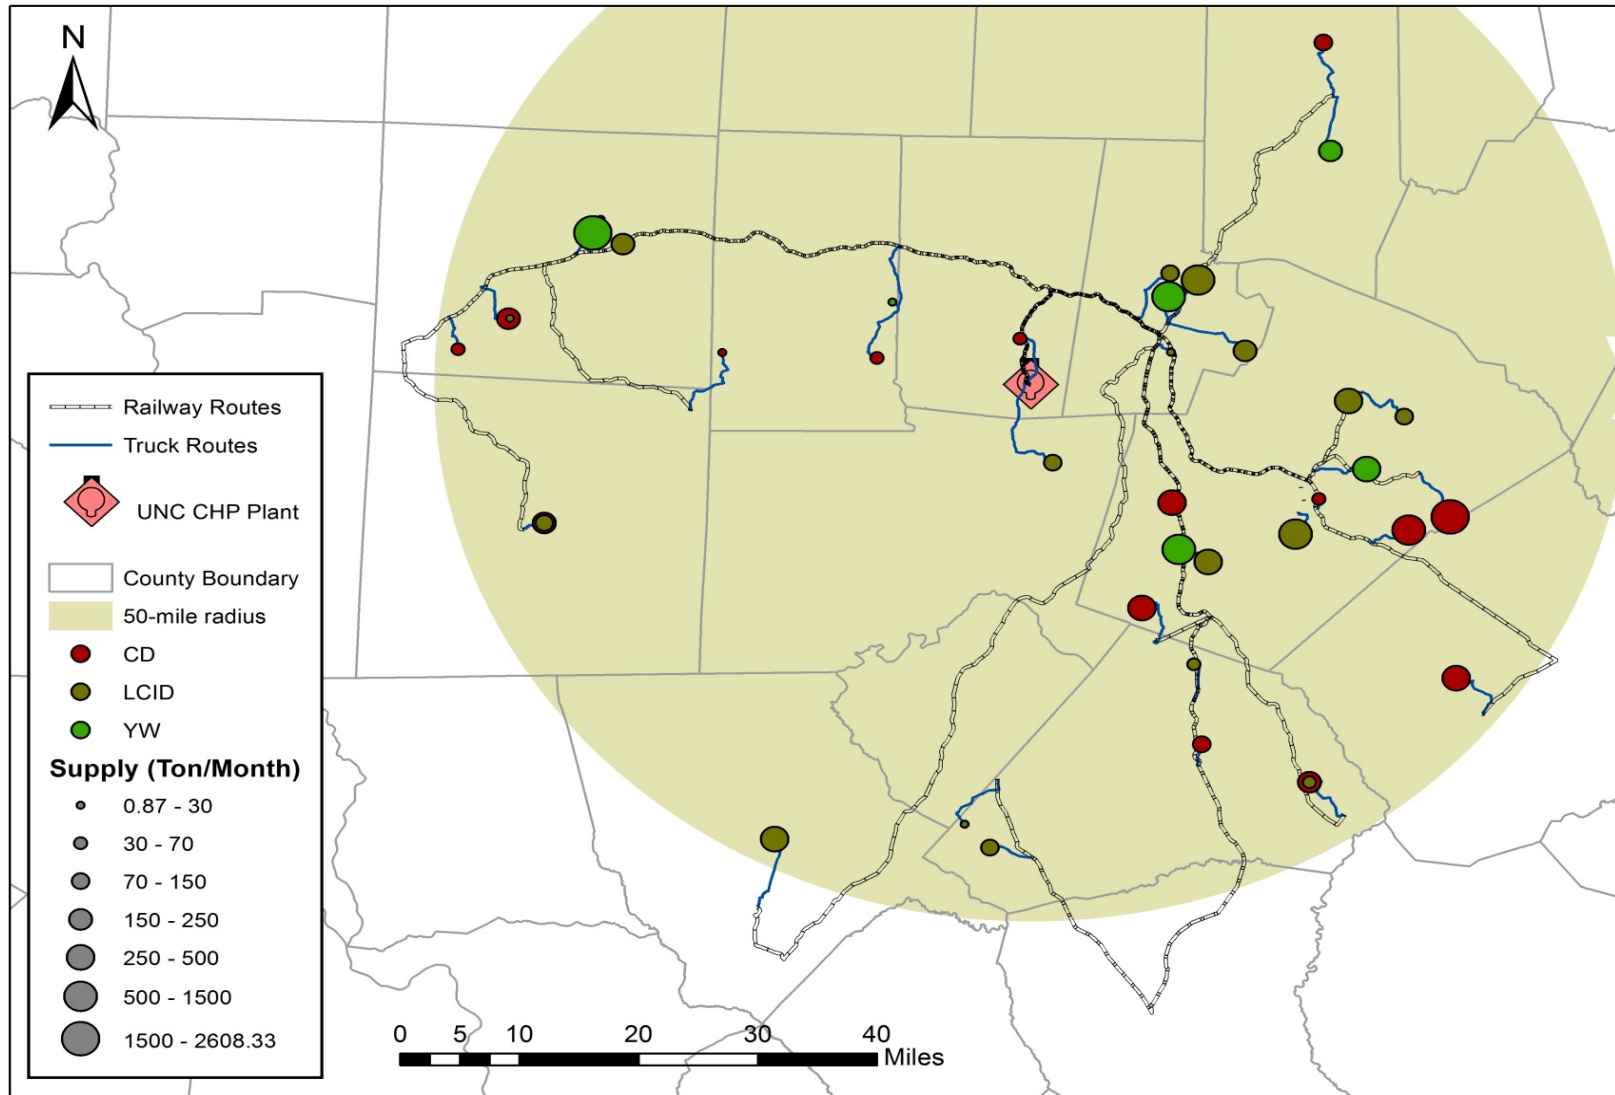 N
Railway Routes
Truck Routes
UNC CHP Plant
County Boundary
50-mile radius
CD
LCID
YW
Supply (Ton/Month)
0.87 - 30
30 - 70
70 - 150
150 - 250
250 - 500
500 - 1500
1500 - 2608.33
0 5 10 20 30 40
Miles